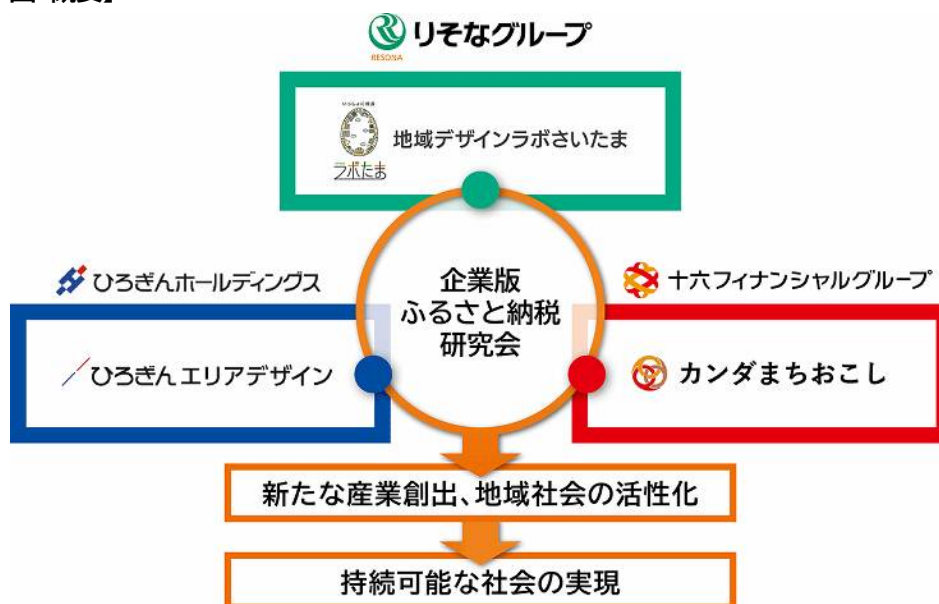 りそなグループ
RESONA
地域デザインラボさいたま
ラボたま
企業版
ふるさと納税
研究会
ひろぎんホールディングス
ひろぎんエリアデザイン
十六フィナンシャルグループ
カンダまちおこし
新たな産業創出、地域社会の活性化
持続可能な社会の実現